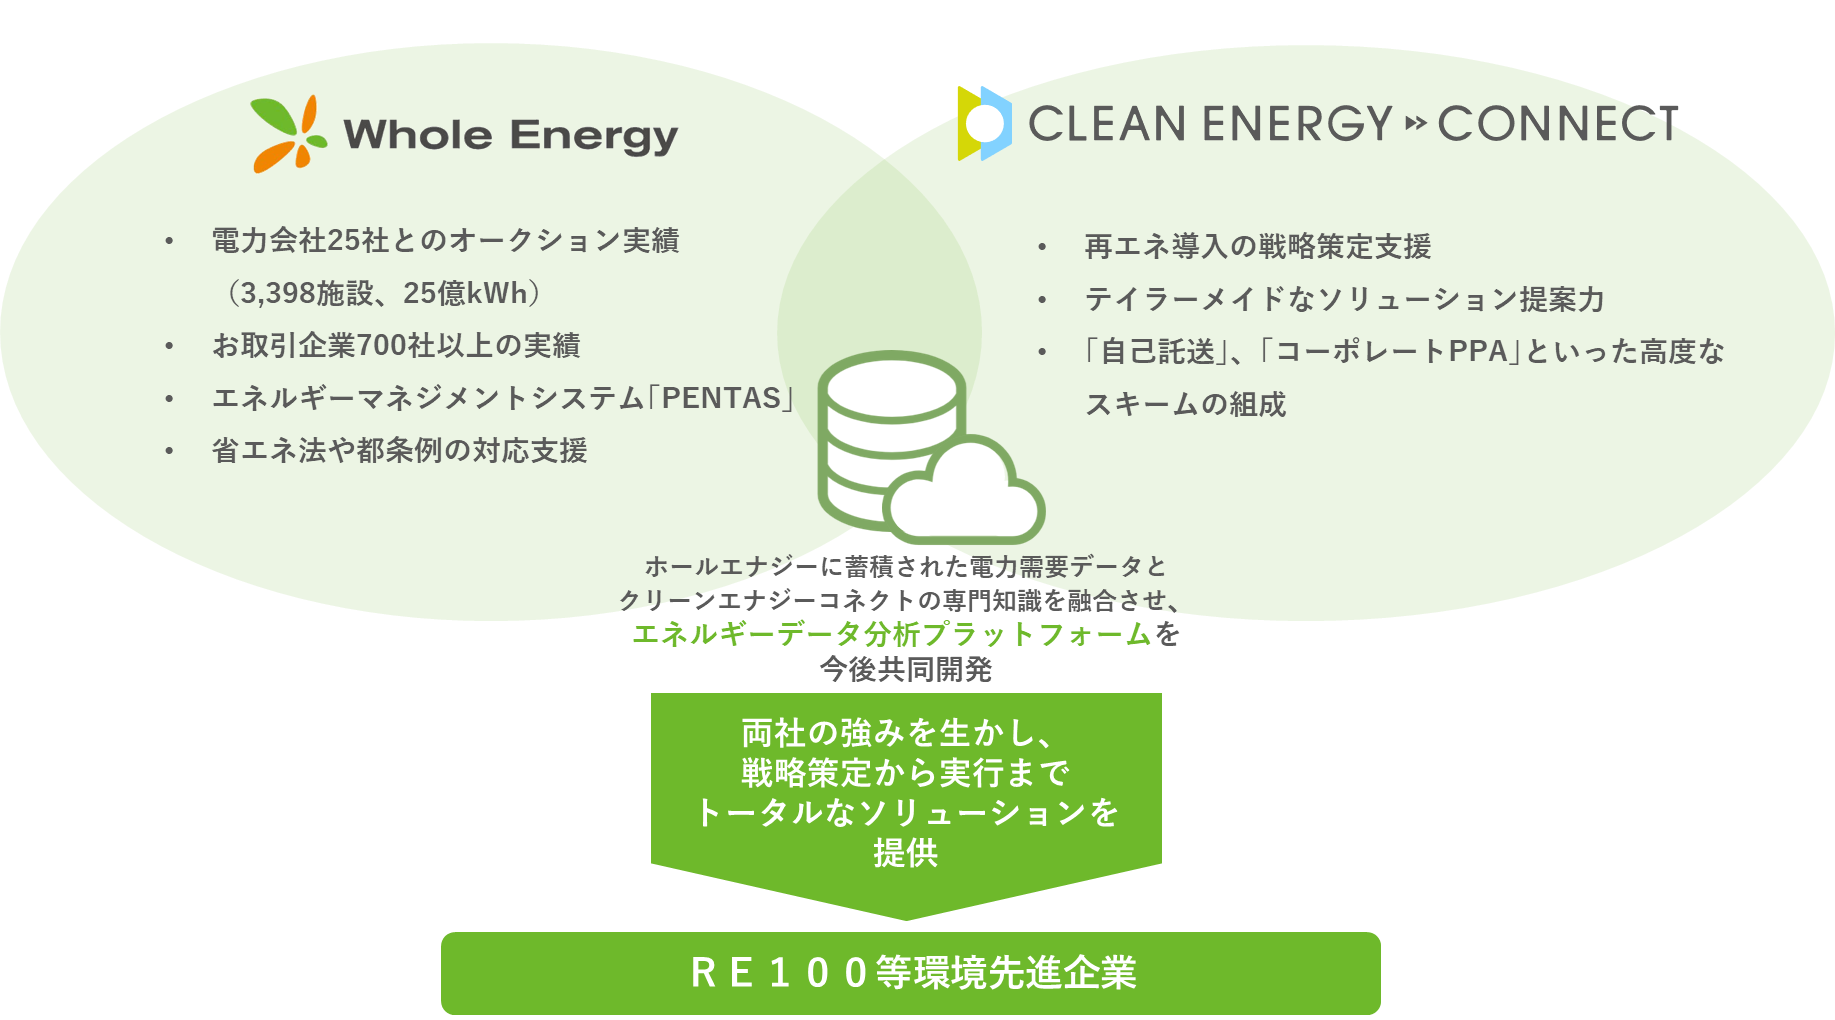 Whole Energy
• 電力会社25社とのオークション実績
（3,398施設、25億kWh）
• お取引企業700社以上の実績
• エネルギーマネジメントシステム「PENTAS」
• 省エネ法や都条例の対応支援
CLEAN ENERGY CONNECT
• 再エネ導入の戦略策定支援
• テイラーメイドなソリューション提案力
• 「自己託送」、「コーポレートPPA」といった高度な
スキームの組成
ホールエナジーに蓄積された電力需要データと
クリーンエナジーコネクトの専門知識を融合させ、
エネルギーデータ分析プラットフォームを
今後共同開発
両社の強みを生かし、
戦略策定から実行まで
トータルなソリューションを
提供
ＲＥ１００等環境先進企業